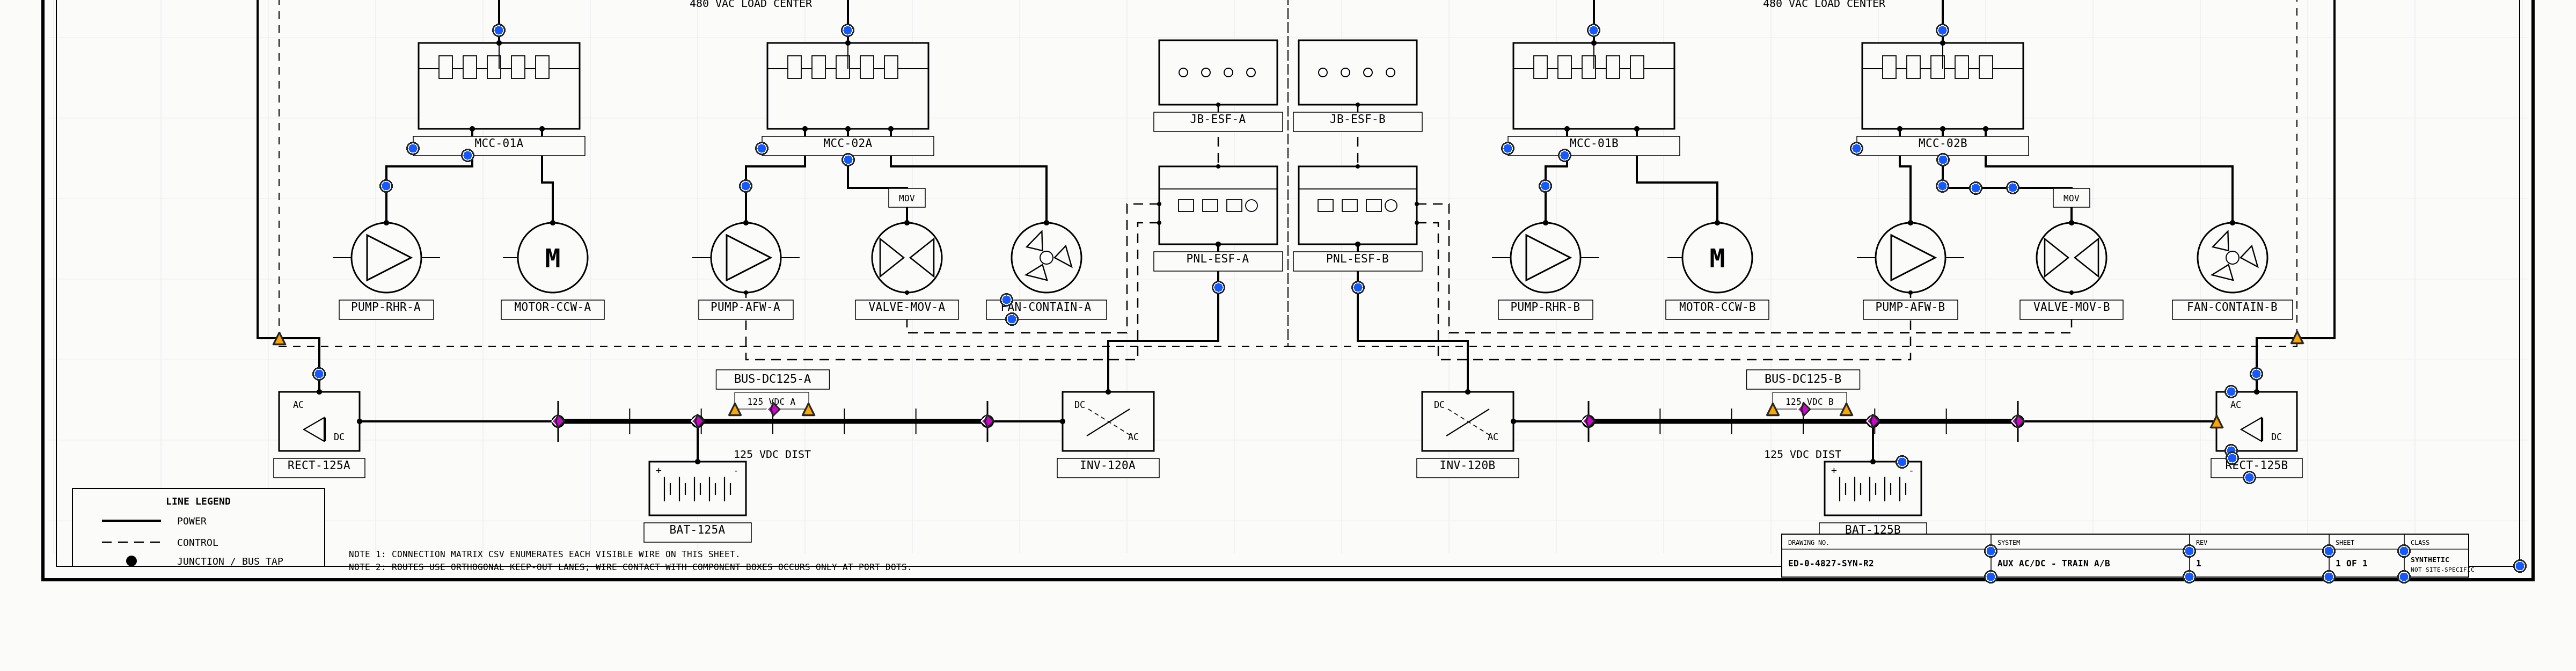 480 VAC LOAD CENTER
480 VAC LOAD CENTER
JB-ESF-A
JB-ESF-B
MCC-01A
MCC-02A
MCC-01B
MCC-02B
MOV
MOV
M
M
PNL-ESF-A
PNL-ESF-B
PUMP-RHR-A
MOTOR-CCW-A
PUMP-AFW-A
VALVE-MOV-A
FAN-CONTAIN-A
PUMP-RHR-B
MOTOR-CCW-B
PUMP-AFW-B
VALVE-MOV-B
FAN-CONTAIN-B
BUS-DC125-A
BUS-DC125-B
125 VDC A
125 VDC B
AC
DC
DC
AC
DC
AC
AC
DC
125 VDC DIST
125 VDC DIST
RECT-125A
INV-120A
INV-120B
RECT-125B
+ -
+ -
BAT-125A
BAT-125B
LINE LEGEND
POWER
CONTROL
JUNCTION / BUS TAP
NOTE 1: CONNECTION MATRIX CSV ENUMERATES EACH VISIBLE WIRE ON THIS SHEET.
NOTE 2: ROUTES USE ORTHOGONAL KEEP-OUT LANES, WIRE CONTACT WITH COMPONENT BOXES OCCURS ONLY AT PORT DOTS.
DRAWING NO. SYSTEM REV SHEET CLASS
ED-0-4827-SYN-R2 AUX AC/DC - TRAIN A/B 1 1 OF 1 SYNTHETIC
NOT SITE-SPECIFIC